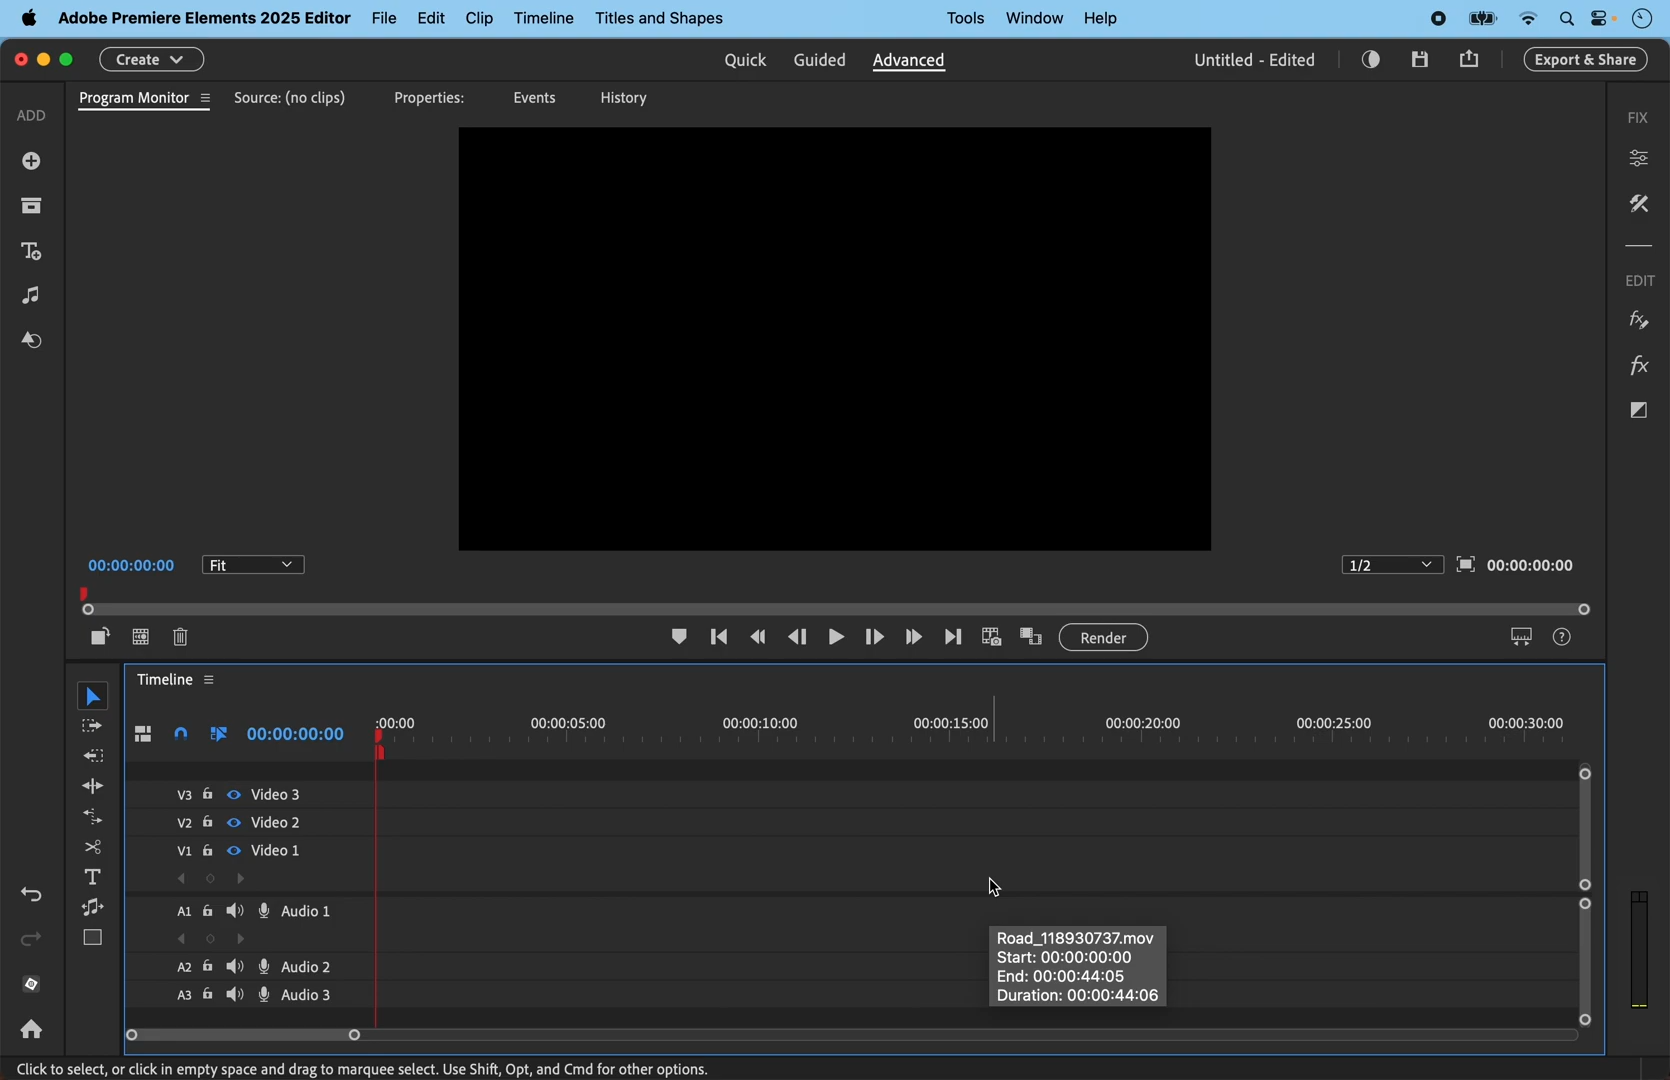 Adobe Premiere Elements 2025 Editor File Edit Clip Timeline Titles and Shapes Tools Window Help
Create Quick Guided Advanced Untitled - Edited Export & Share
ADD Program Monitor Source: (no clips) Properties: Events History FIX
EDIT
00:00:00:00 Fit 1/2 00:00:00:00
Render
Timeline
00:00:00:00 :00:00 00:00:05:00 00:00:10:00 00:00:15:00 00:00:20:00 00:00:25:00 00:00:30:00
V3 Video 3
V2 Video 2
V1 Video 1
A1 Audio 1
A2 Audio 2
A3 Audio 3
Road_118930737.mov
Start: 00:00:00:00
End: 00:00:44:05
Duration: 00:00:44:06
Click to select, or click in empty space and drag to marquee select. Use Shift, Opt, and Cmd for other options.